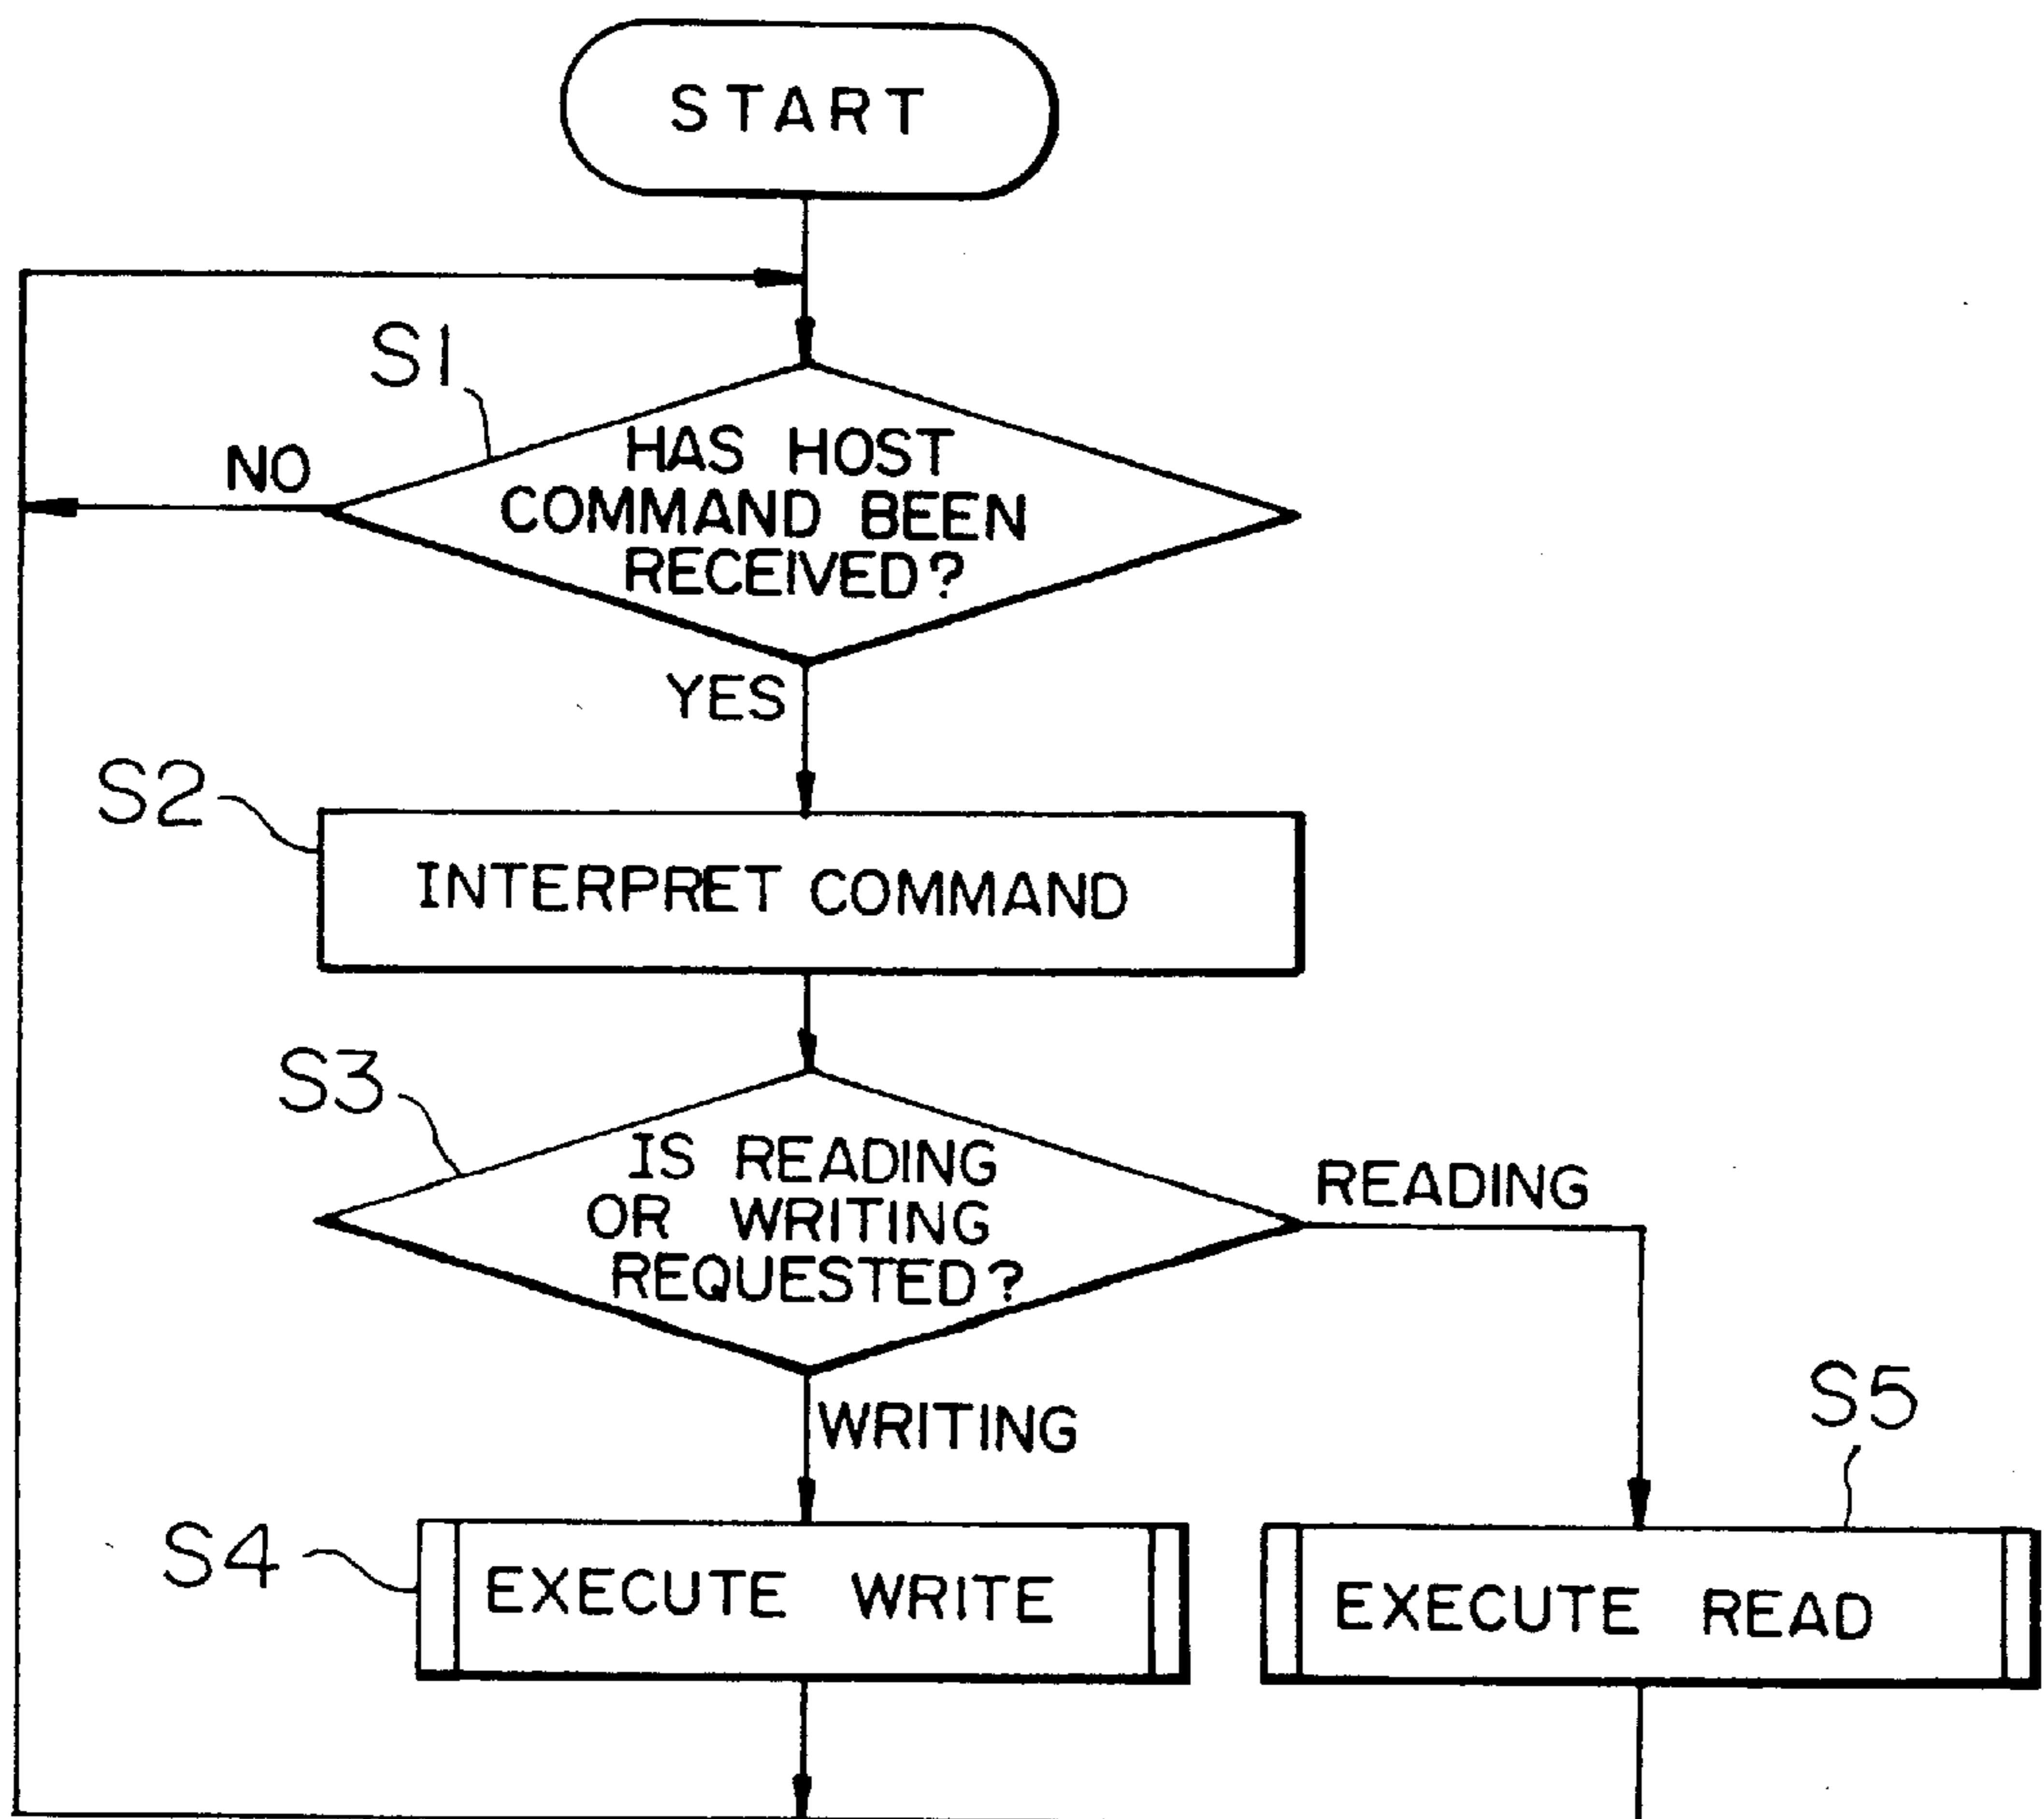 START
S1
NO
HAS HOST
COMMAND BEEN
RECEIVED?
YES
S2
INTERPRET COMMAND
S3
IS READING
OR WRITING
REQUESTED?
READING
WRITING
S5
S4
EXECUTE WRITE
EXECUTE READ